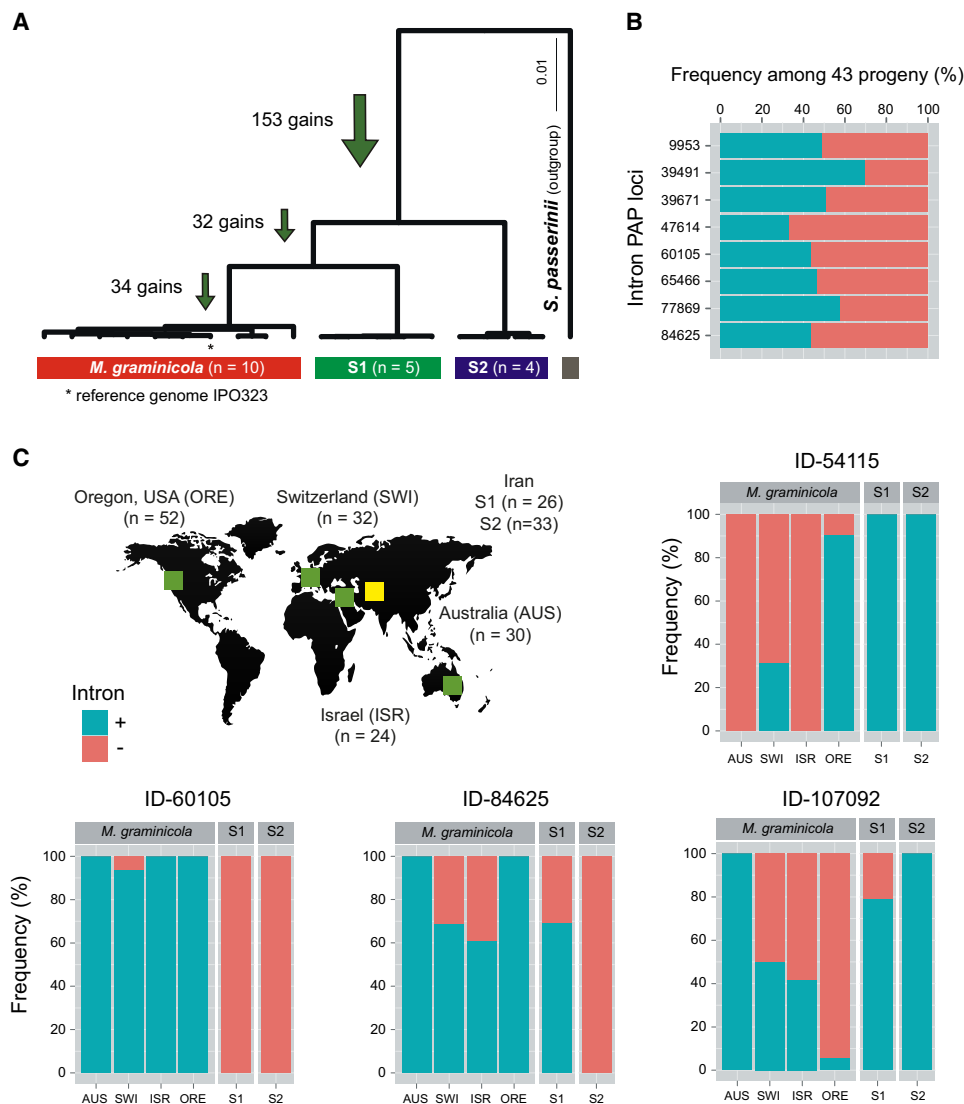 A
153 gains
32 gains
34 gains
0.01
S. passerinii (outgroup)
*
M. graminicola (n = 10)
S1 (n = 5)
S2 (n = 4)
* reference genome IPO323
B
Frequency among 43 progeny (%)
0 20 40 60 80 100
Intron PAP loci
9953
39491
39671
47614
60105
65466
77869
84625
C
Oregon, USA (ORE)
(n = 52)
Switzerland (SWI)
(n = 32)
Iran
S1 (n = 26)
S2 (n=33)
Australia (AUS)
(n = 30)
Israel (ISR)
(n = 24)
Intron
+
-
ID-54115
M. graminicola S1 S2
Frequency (%)
100
80
60
40
20
0
AUS SWI ISR ORE S1 S2
ID-60105
M. graminicola S1 S2
Frequency (%)
100
80
60
40
20
0
AUS SWI ISR ORE S1 S2
ID-84625
M. graminicola S1 S2
100
80
60
40
20
0
AUS SWI ISR ORE S1 S2
ID-107092
M. graminicola S1 S2
Frequency (%)
100
80
60
40
20
0
AUS SWI ISR ORE S1 S2